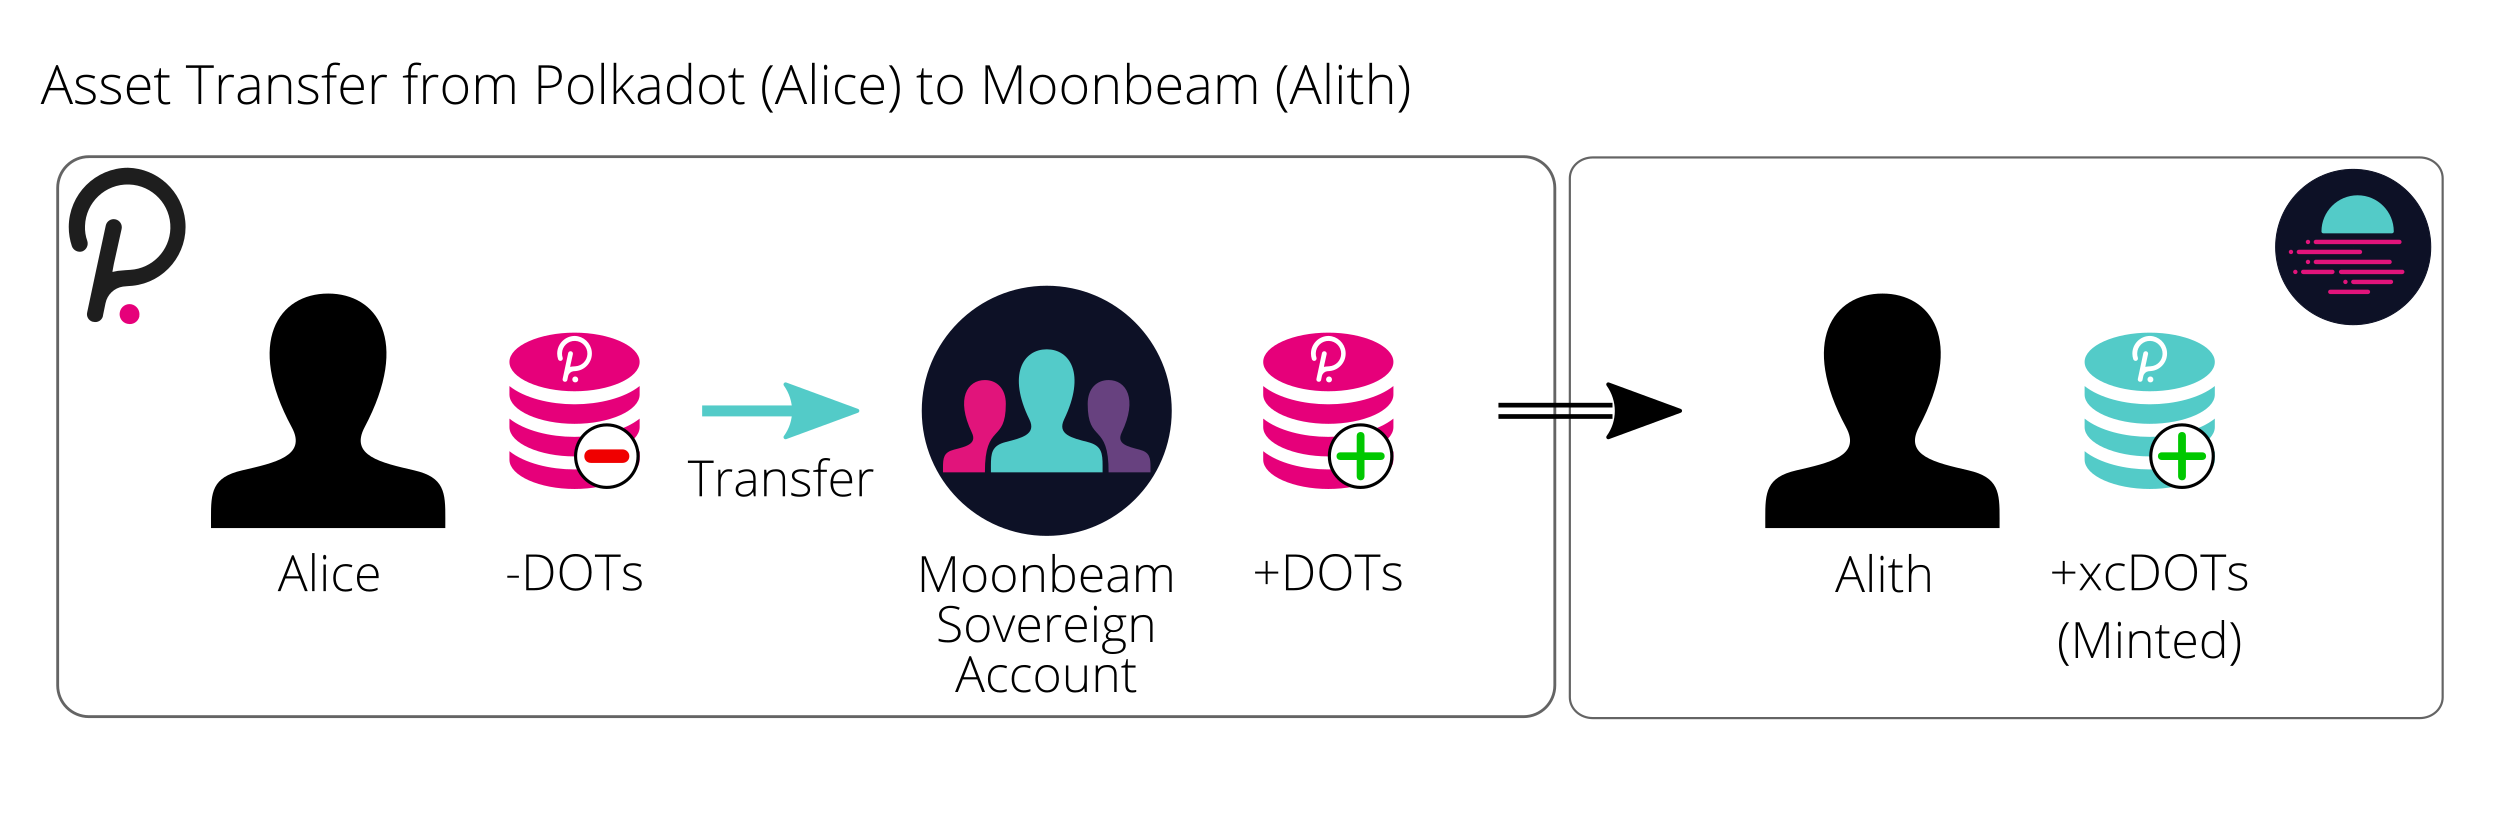 Asset Transfer from Polkadot (Alice) to Moonbeam (Alith)
Transfer
Alice
-DOTs
Moonbeam
Sovereign
Account
+DOTs
Alith
+xcDOTs
(Minted)